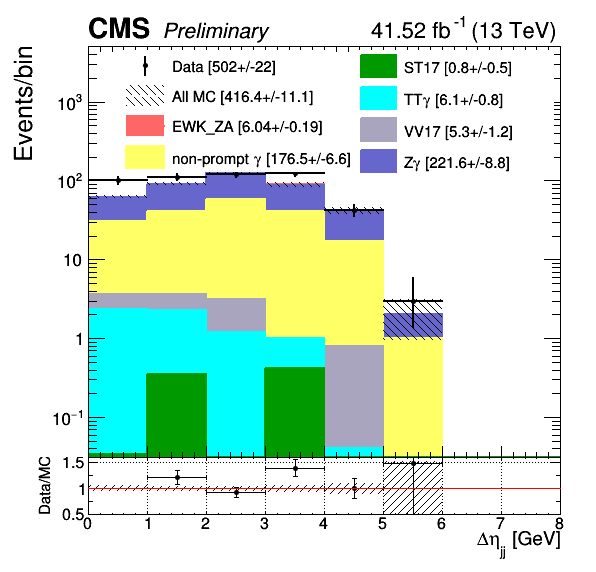 CMS Preliminary 41.52 fb⁻¹ (13 TeV)
Events/bin
Data [502+/-22]
All MC [416.4+/-11.1]
EWK_ZA [6.04+/-0.19]
non-prompt γ [176.5+/-6.6]
ST17 [0.8+/-0.5]
TTγ [6.1+/-0.8]
VV17 [5.3+/-1.2]
Zγ [221.6+/-8.8]
10³
10²
10
1
10⁻¹
Data/MC
1.5
1
0.5
0 1 2 3 4 5 6 7 8
Δη_jj [GeV]